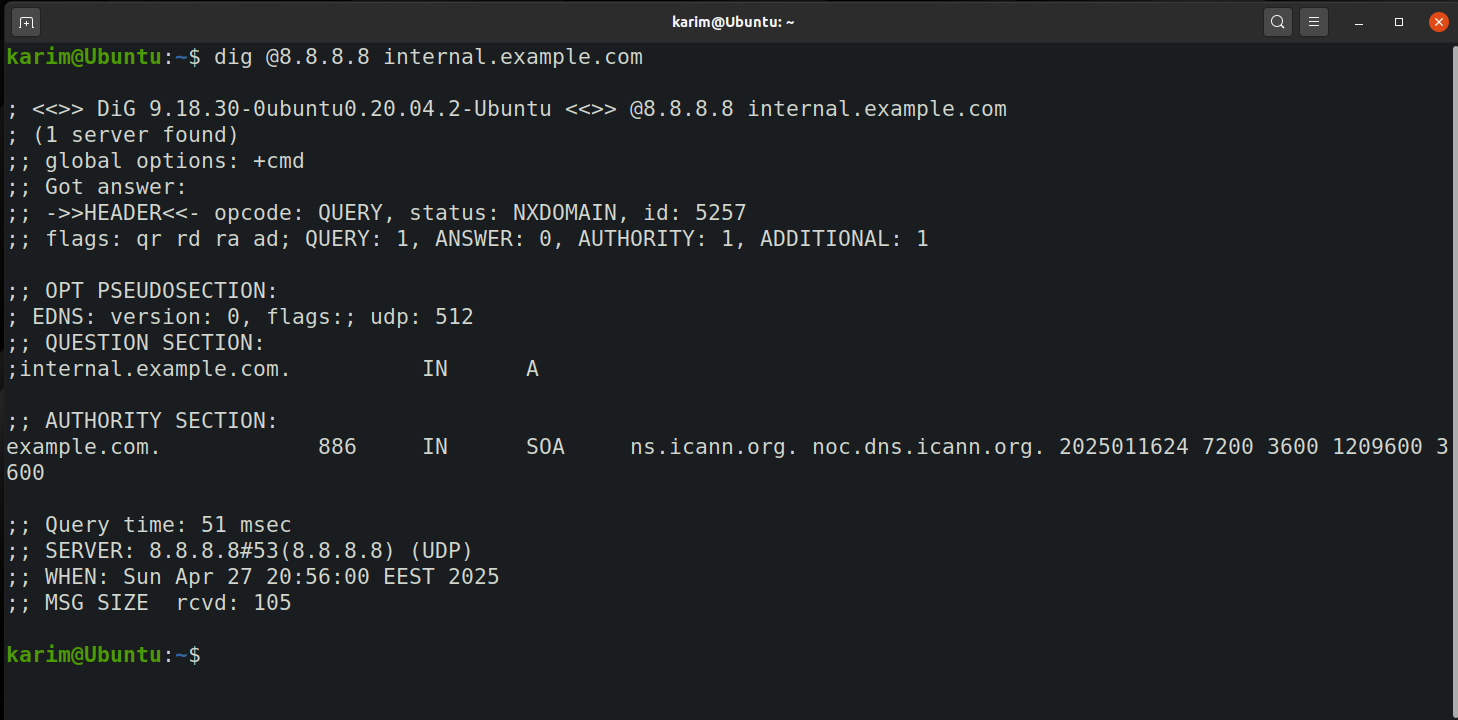 karim@Ubuntu: ~
karim@Ubuntu:~$ dig @8.8.8.8 internal.example.com

; <<>> DiG 9.18.30-0ubuntu0.20.04.2-Ubuntu <<>> @8.8.8.8 internal.example.com
; (1 server found)
;; global options: +cmd
;; Got answer:
;; ->>HEADER<<- opcode: QUERY, status: NXDOMAIN, id: 5257
;; flags: qr rd ra ad; QUERY: 1, ANSWER: 0, AUTHORITY: 1, ADDITIONAL: 1

;; OPT PSEUDOSECTION:
; EDNS: version: 0, flags:; udp: 512
;; QUESTION SECTION:
;internal.example.com.		IN	A

;; AUTHORITY SECTION:
example.com.		886	IN	SOA	ns.icann.org. noc.dns.icann.org. 2025011624 7200 3600 1209600 3
600

;; Query time: 51 msec
;; SERVER: 8.8.8.8#53(8.8.8.8) (UDP)
;; WHEN: Sun Apr 27 20:56:00 EEST 2025
;; MSG SIZE  rcvd: 105

karim@Ubuntu:~$